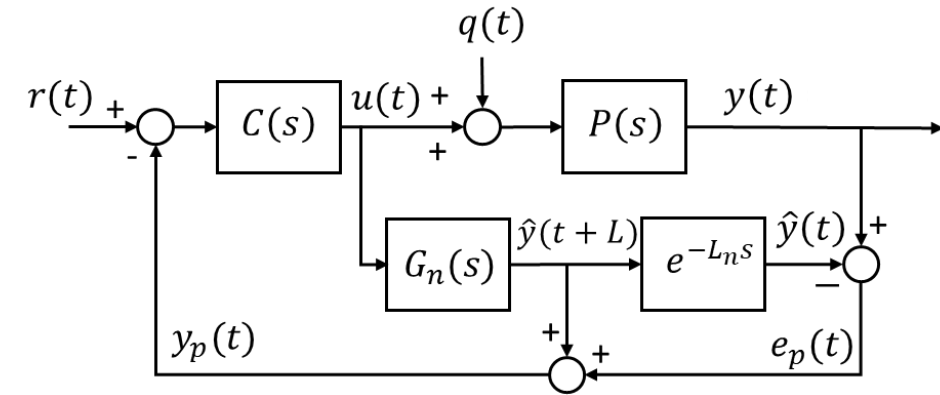 q(t)
r(t) + C(s) u(t) + P(s) y(t)
- +
G_n(s) ŷ(t + L) e^{-L_n s} ŷ(t) +
−
y_p(t) + + e_p(t)